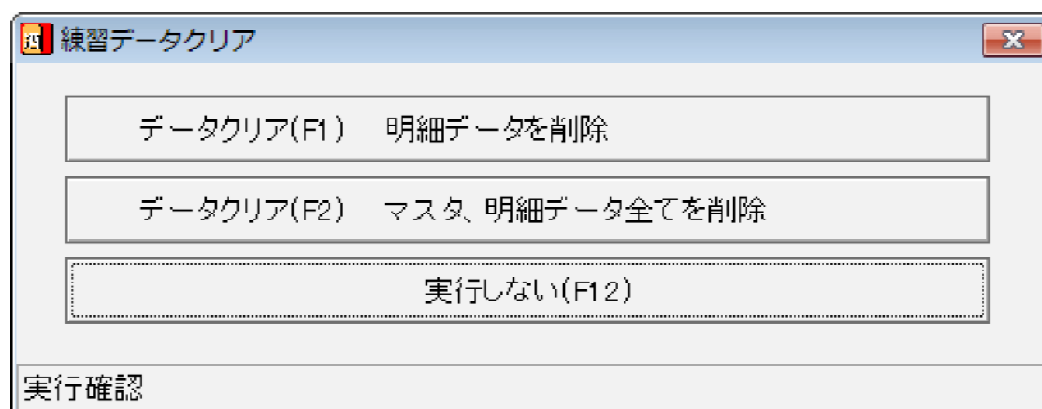 練習データクリア
データクリア(F1) 明細データを削除
データクリア(F2) マスタ、明細データ全てを削除
実行しない(F12)
実行確認